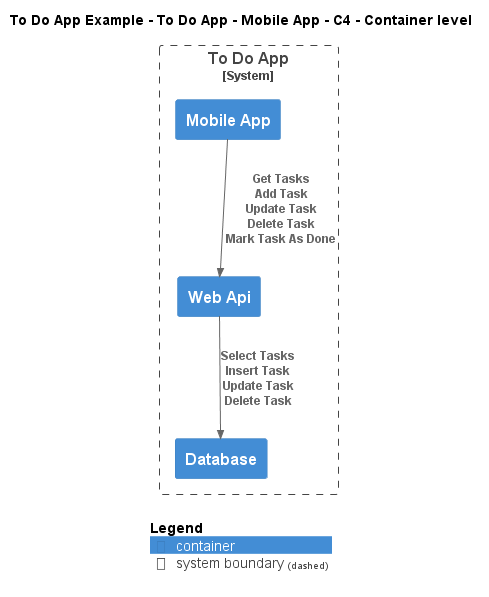 To Do App Example - To Do App - Mobile App - C4 - Container level
To Do App
[System]
Mobile App
Get Tasks
Add Task
Update Task
Delete Task
Mark Task As Done
Web Api
Select Tasks
Insert Task
Update Task
Delete Task
Database
Legend
container
system boundary (dashed)